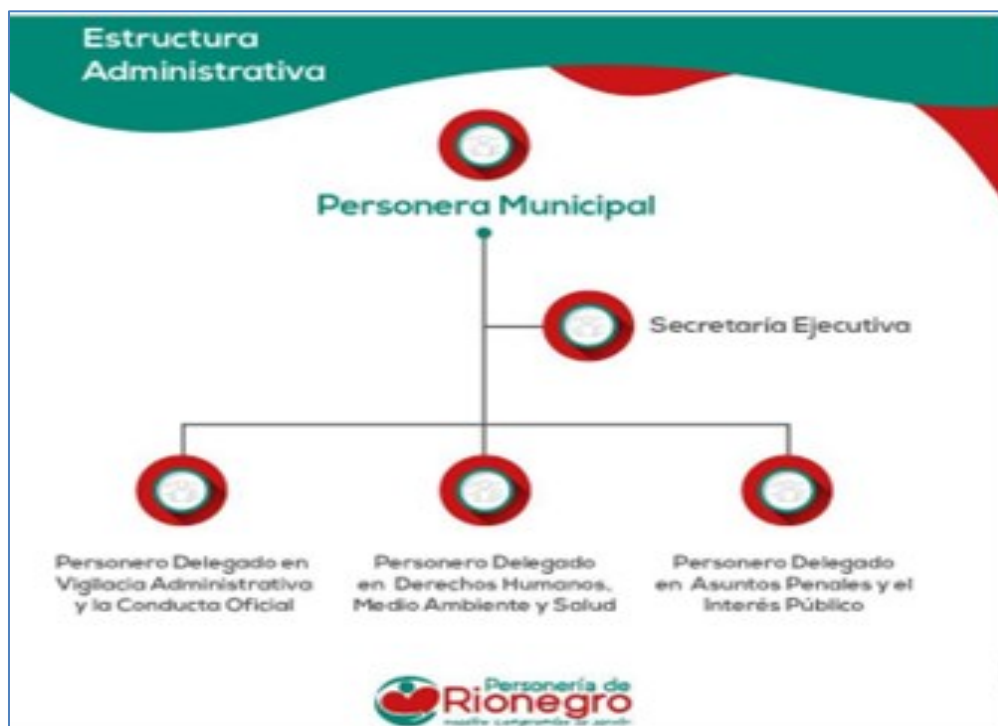 Estructura
Administrativa
Personera Municipal
Secretaría Ejecutiva
Personero Delegado en
Vigilacia Administrativa
y la Conducta Oficial
Personero Delegado
en Derechos Humanos,
Medio Ambiente y Salud
Personero Delegado
en Asuntos Penales y el
Interés Público
Personería de
Rionegro